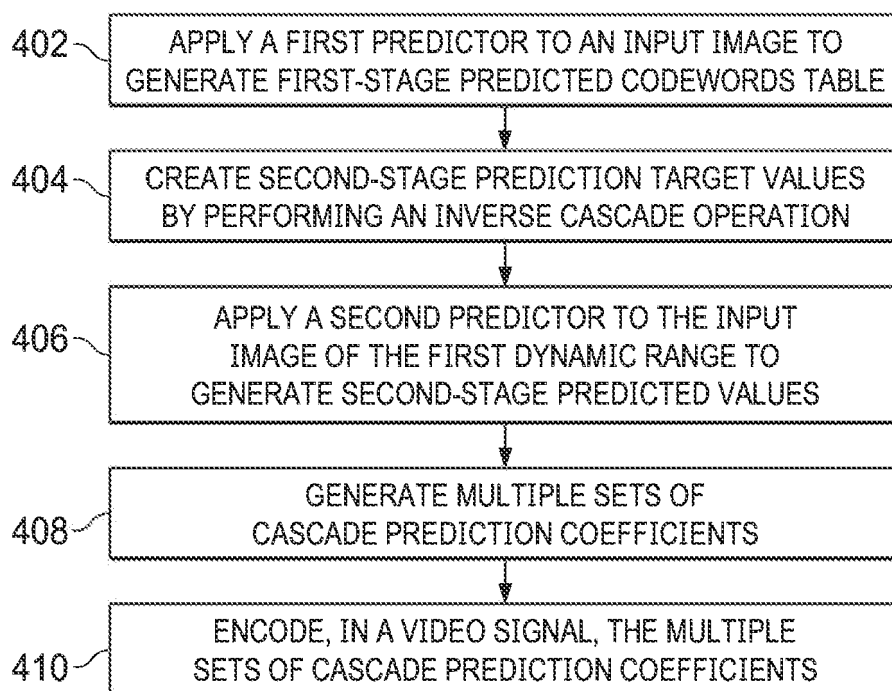 402
APPLY A FIRST PREDICTOR TO AN INPUT IMAGE TO
GENERATE FIRST-STAGE PREDICTED CODEWORDS TABLE
404
CREATE SECOND-STAGE PREDICTION TARGET VALUES
BY PERFORMING AN INVERSE CASCADE OPERATION
406
APPLY A SECOND PREDICTOR TO THE INPUT
IMAGE OF THE FIRST DYNAMIC RANGE TO
GENERATE SECOND-STAGE PREDICTED VALUES
408
GENERATE MULTIPLE SETS OF
CASCADE PREDICTION COEFFICIENTS
410
ENCODE, IN A VIDEO SIGNAL, THE MULTIPLE
SETS OF CASCADE PREDICTION COEFFICIENTS